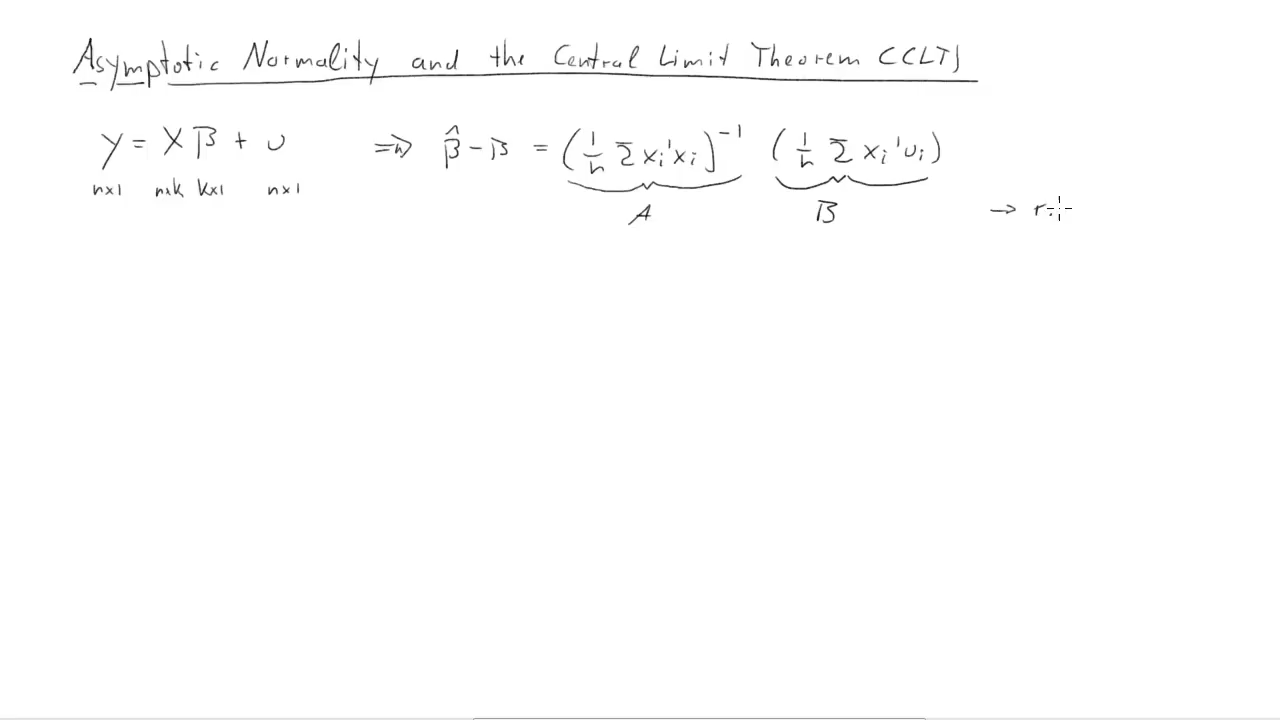 Asymptotic Normality and the Central Limit Theorem (CLT)
y = Xβ + u ⇒ β̂ - β = (1/n Σ xᵢ'xᵢ)⁻¹ (1/n Σ xᵢ'uᵢ)
n×1 n×k k×1 n×1
A B → r.